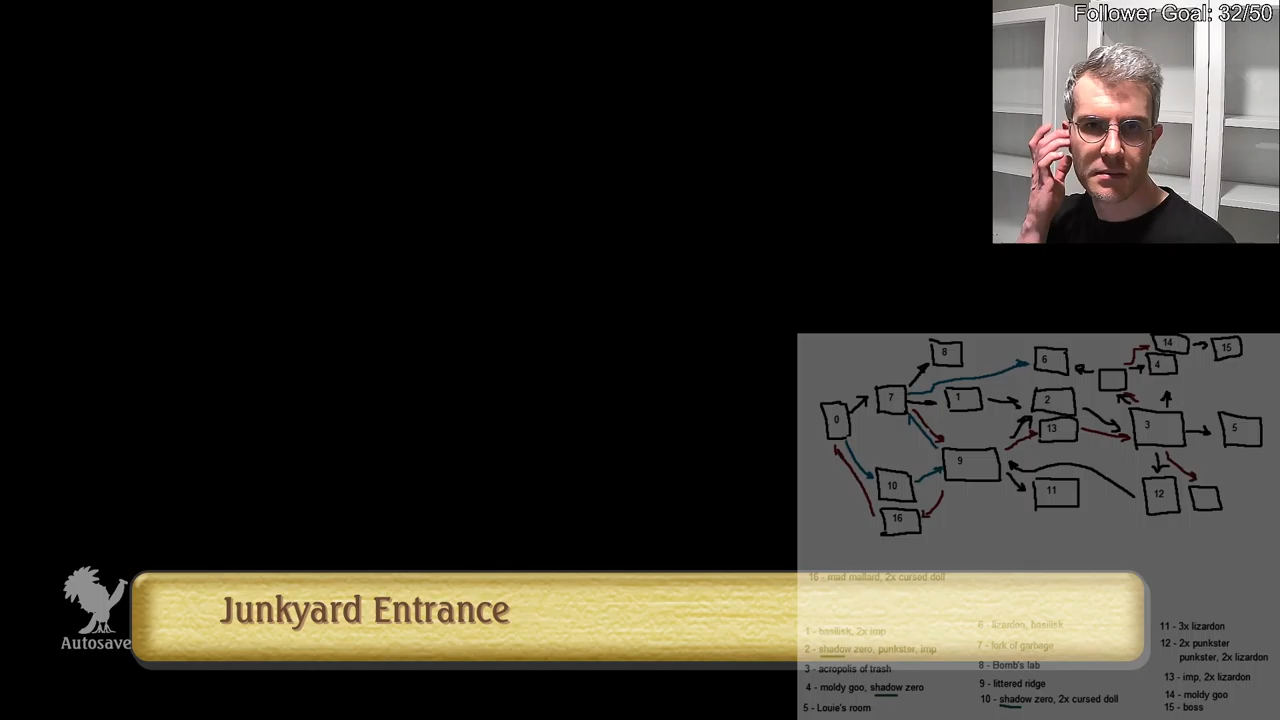 Follower Goal: 32/50
14
15
8
6
4
7
1
2
0
13
3
5
9
10
11
12
16
16 - mad mallard, 2x cursed doll
Junkyard Entrance
Autosave
1 - basilisk, 2x imp
2 - shadow zero, punkster, imp
3 - acropolis of trash
4 - moldy goo, shadow zero
5 - Louie's room
6 - lizardon, basilisk
7 - fork of garbage
8 - Bomb's lab
9 - littered ridge
10 - shadow zero, 2x cursed doll
11 - 3x lizardon
12 - 2x punkster
punkster, 2x lizardon
13 - imp, 2x lizardon
14 - moldy goo
15 - boss